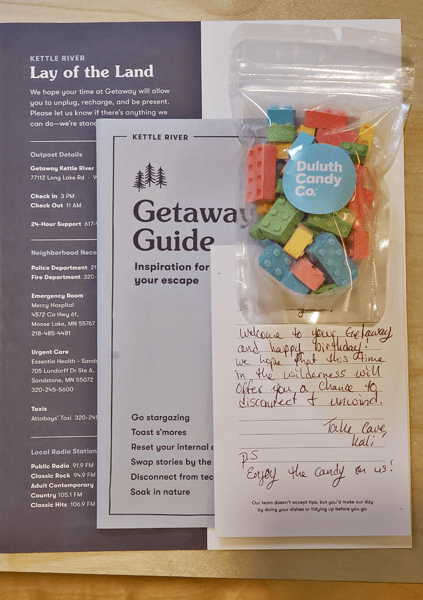 KETTLE RIVER
Lay of the Land
We hope your time at Getaway will allow
you to unplug, recharge, and be present.
Please let us know if there's anything we
can do—we're
Outpost Details
Getaway Kettle River
77112 Long Lake Rd
Check In 3 PM
Check Out 11 AM
24-Hour Support 617-
Neighborhood
Police Department
Fire Department 320-
Emergency Room
Mercy Hospital
4572 Co Hwy 61,
Moose Lake, MN 55767
218-485-4481
Urgent Care
Essentia Health -
705 Lundorff Dr Ste A,
Sandstone, MN 55072
320-245-5600
Taxis
Attoboys' Taxi 320-
Local Radio
Public Radio 91.9 FM
Classic Rock 94.9
Adult Contemporary
Country 105.1 FM
Classic Hits 106.9
KETTLE RIVER
Getaway
Guide
Inspiration for
your escape
Go stargazing
Toast s'mores
Reset your internal
Swap stories by the
Disconnect from
Soak in nature
Duluth
Candy
Co.
Welcome to your Getaway
and happy birthday!
We hope that this time
in the wilderness will
offer you a chance to
disconnect & unwind.
Take Care,
Kali
P.S
Enjoy the candy on us!
Our team doesn't accept tips, but you'd make our day
by doing your dishes or tidying up before you go.